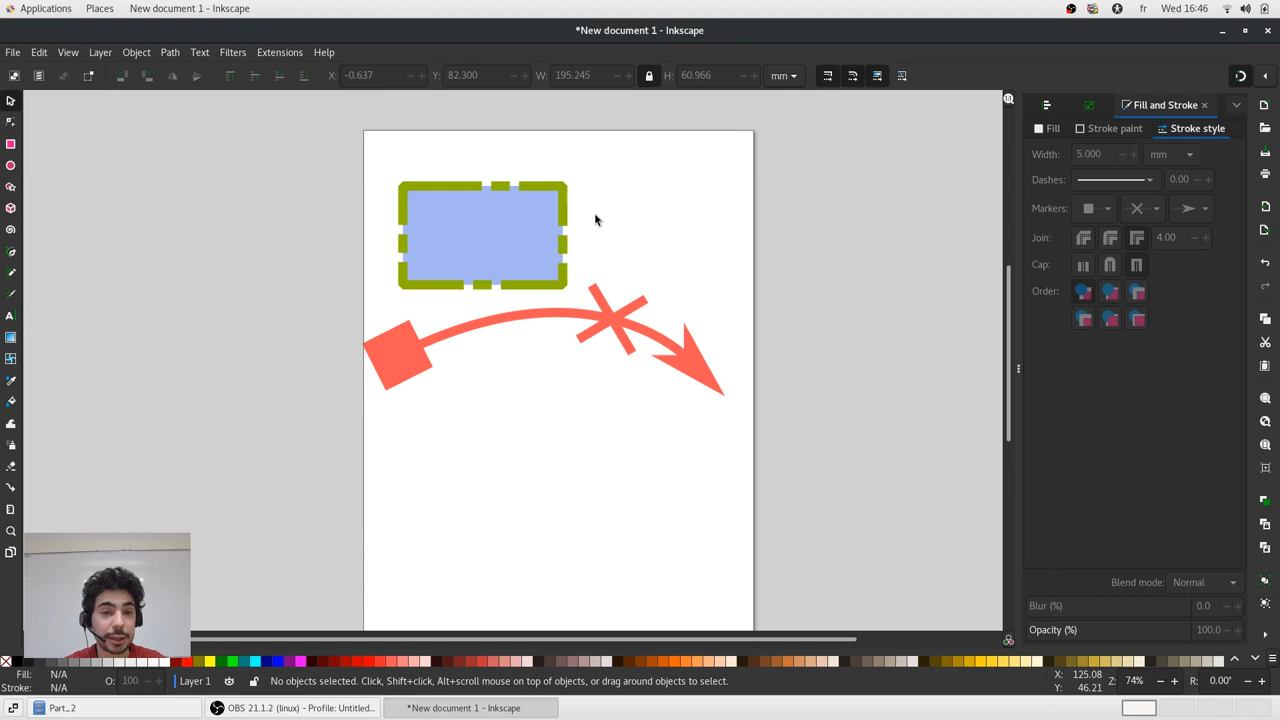 Applications Places New document 1 - Inkscape fr Wed 16:46
*New document 1 - Inkscape
File Edit View Layer Object Path Text Filters Extensions Help
X: -0.637 - + Y: 82.300 - + W: 195.245 - + H: 60.966 - + mm
Fill and Stroke
Fill Stroke paint Stroke style
Width: 5.000 - + mm
Dashes: 0.00 - +
Markers:
Join: 4.00 - +
Cap:
Order:
Blend mode: Normal
Blur (%) 0.0 - +
Opacity (%) 100.0 - +
Fill: N/A
Stroke: N/A
O: 100 - + Layer 1 No objects selected. Click, Shift+click, Alt+scroll mouse on top of objects, or drag around objects to select.
X: 125.08
Y: 46.21
Z: 74% - + R: 0.00° - +
Part_2 OBS 21.1.2 (linux) - Profile: Untitled... *New document 1 - Inkscape